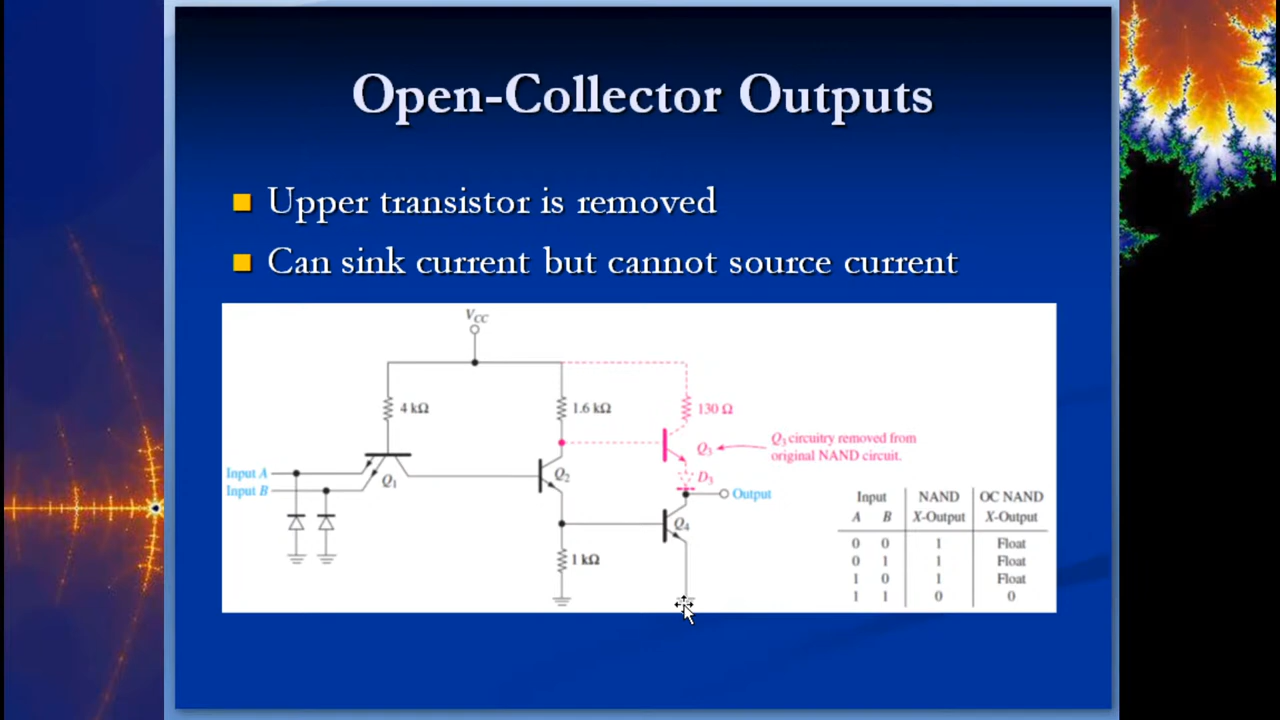 Open-Collector Outputs
Upper transistor is removed
Can sink current but cannot source current
VCC
4 kΩ
1.6 kΩ
130 Ω
Q3
Q3 circuitry removed from
original NAND circuit.
Input A
Input B
Q1
Q2
D3
Output
Q4
1 kΩ
Input NAND OC NAND
A B X-Output X-Output
0 0 1 Float
0 1 1 Float
1 0 1 Float
1 1 0 0